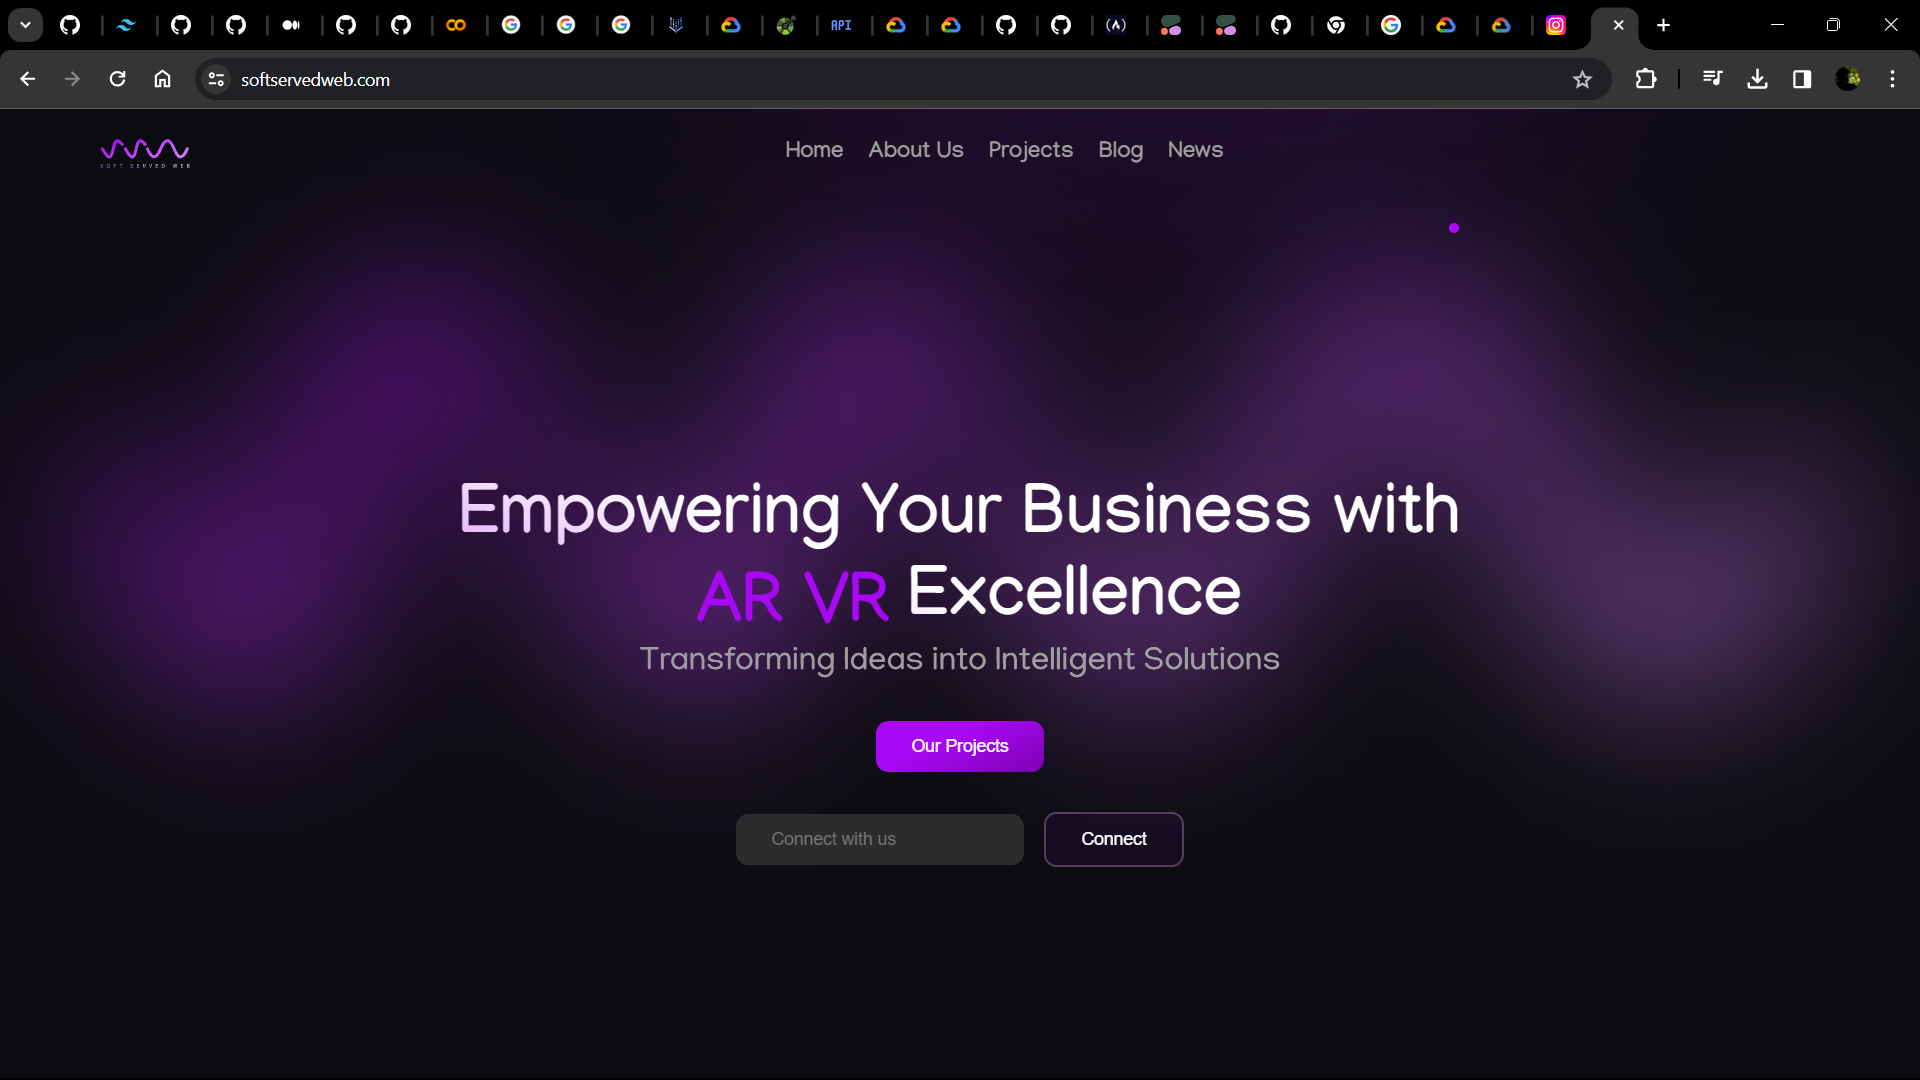 API
softservedweb.com
SOFT SERVED WEB
Home About Us Projects Blog News
Empowering Your Business with
AR VR Excellence
Transforming Ideas into Intelligent Solutions
Our Projects
Connect with us
Connect